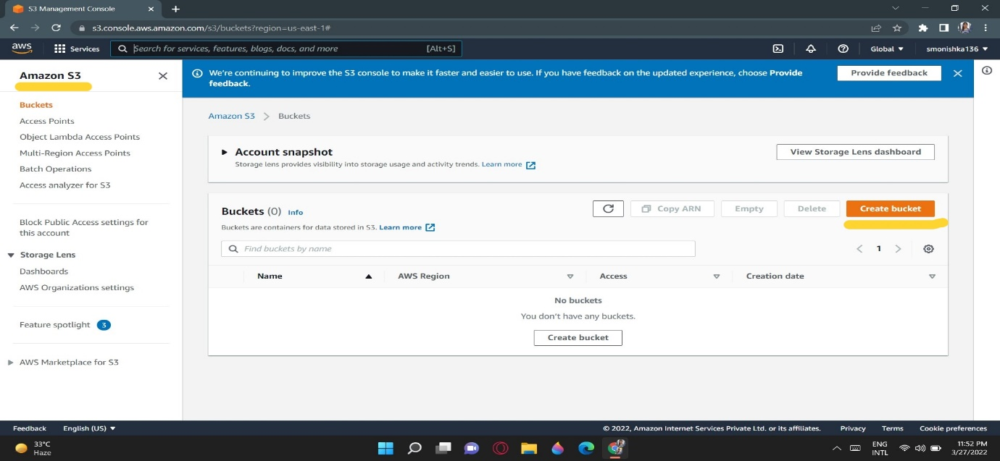 S3 Management Console
s3.console.aws.amazon.com/s3/buckets?region=us-east-1#
aws
Services
Search for services, features, blogs, docs, and more
[Alt+S]
Global
smonishka136
Amazon S3
Buckets
Access Points
Object Lambda Access Points
Multi-Region Access Points
Batch Operations
Access analyzer for S3
Block Public Access settings for
this account
Storage Lens
Dashboards
AWS Organizations settings
Feature spotlight 3
AWS Marketplace for S3
We're continuing to improve the S3 console to make it faster and easier to use. If you have feedback on the updated experience, choose Provide
feedback.
Provide feedback
Amazon S3 > Buckets
Account snapshot
Storage lens provides visibility into storage usage and activity trends. Learn more
View Storage Lens dashboard
Buckets (0) Info
Buckets are containers for data stored in S3. Learn more
Copy ARN
Empty
Delete
Create bucket
Find buckets by name
1
Name
AWS Region
Access
Creation date
No buckets
You don't have any buckets.
Create bucket
Feedback
English (US)
© 2022, Amazon Internet Services Private Ltd. or its affiliates.
Privacy
Terms
Cookie preferences
33°C
Haze
ENG
INTL
11:52 PM
3/27/2022